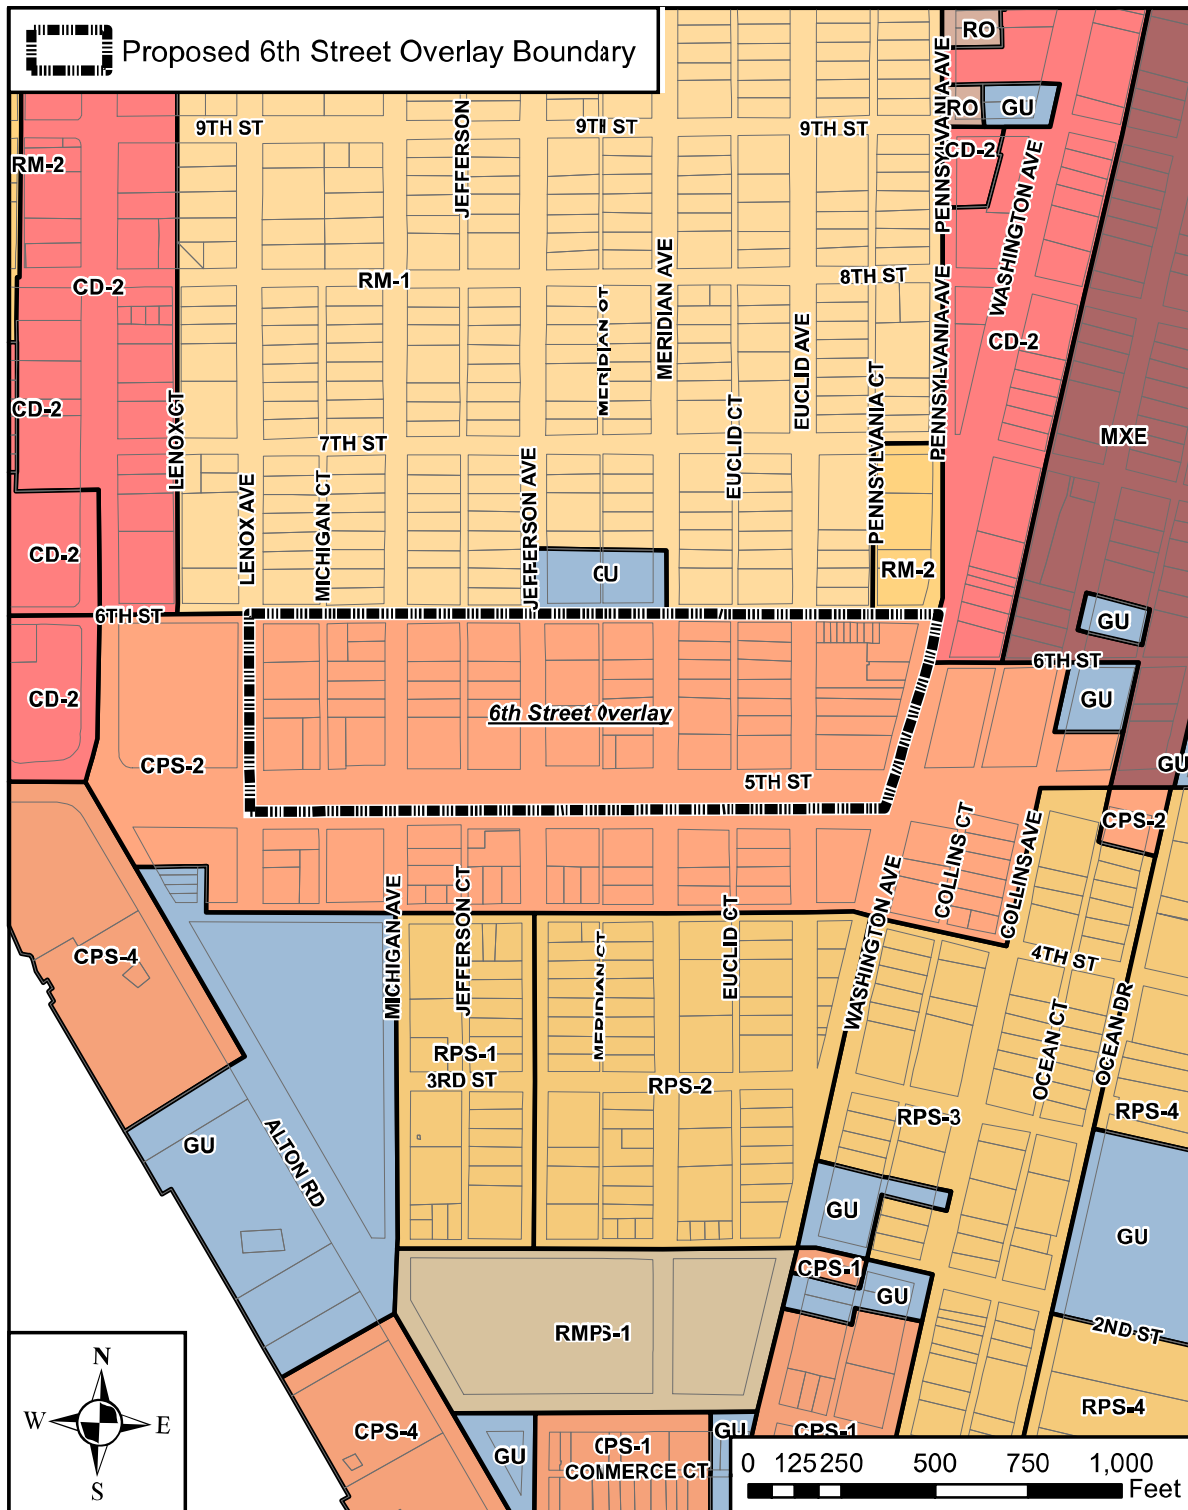 Proposed 6th Street Overlay Boundary
RO
RO
GU
9TH ST
9TH ST
9TH ST
JEFFERSON
PENNSYLVANIA AVE
CD-2
RM-2
WASHINGTON AVE
CD-2
RM-1
8TH ST
MERIDIAN AVE
MERIDIAN CT
EUCLID AVE
PENNSYLVANIA AVE
CD-2
CD-2
LENOX CT
7TH ST
EUCLID CT
PENNSYLVANIA CT
MXE
LENOX AVE
MICHIGAN CT
JEFFERSON AVE
CD-2
GU
RM-2
6TH ST
GU
6TH ST
CD-2
6th Street Overlay
GU
CPS-2
5TH ST
GU
CPS-2
COLLINS CT
COLLINS AVE
WASHINGTON AVE
CPS-4
MICHIGAN AVE
JEFFERSON CT
MERIDIAN CT
EUCLID CT
4TH ST
OCEAN CT
OCEAN DR
RPS-1
3RD ST
RPS-2
RPS-3
RPS-4
GU
ALTON RD
GU
GU
CPS-1
GU
RMPS-1
2ND ST
RPS-4
CPS-4
GU
CPS-1
COMMERCE CT
GU
CPS-1
N
W
E
S
0 125 250 500 750 1,000
Feet